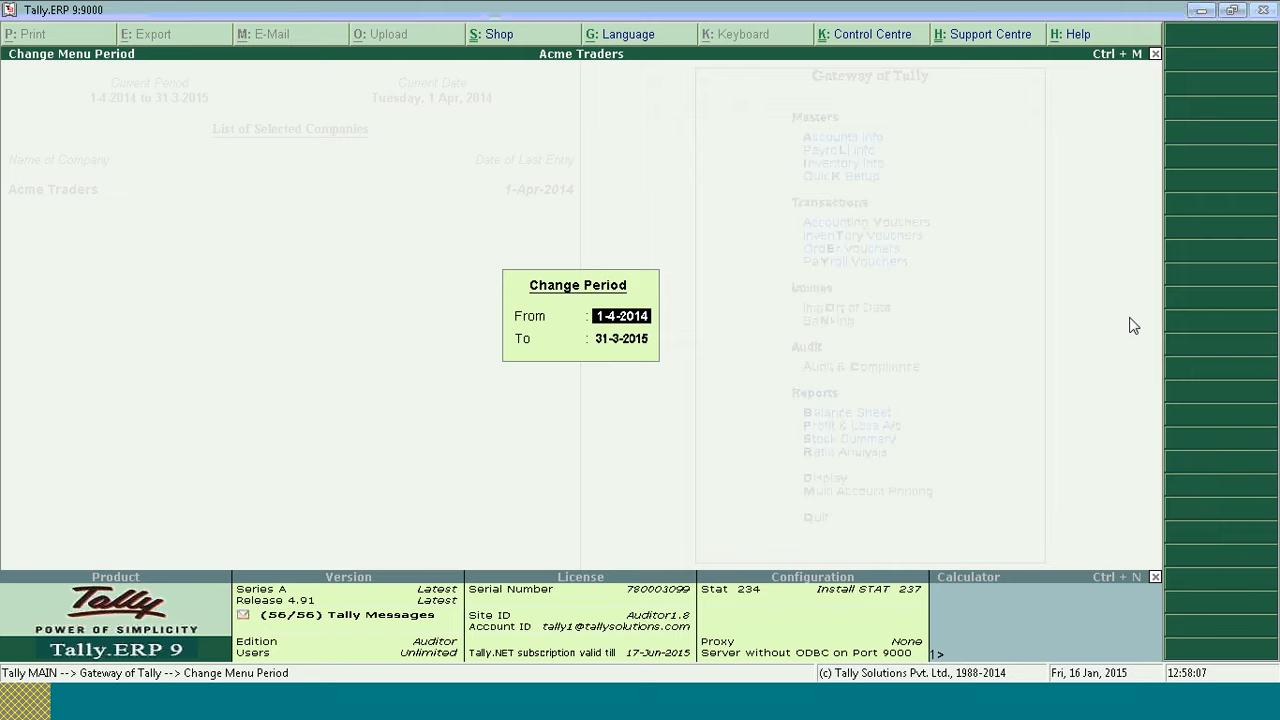 Tally.ERP 9:9000
P: Print E: Export M: E-Mail O: Upload S: Shop G: Language K: Keyboard K: Control Centre H: Support Centre H: Help
Change Menu Period Acme Traders Ctrl + M
Current Period Current Date
1-4-2014 to 31-3-2015 Tuesday, 1 Apr, 2014
List of Selected Companies
Name of Company Date of Last Entry
Acme Traders 1-Apr-2014
Gateway of Tally
Masters
Accounts Info
Payroll Info
Inventory Info
Quick Setup
Transactions
Accounting Vouchers
InvenTory Vouchers
OrdEr Vouchers
PaYroll Vouchers
Import of Data
BaNking
Audit
Audit & Compliance
Reports
Balance Sheet
Profit & Loss A/c
Stock Summary
Ratio Analysis
Display
Multi Account Printing
Quit
Change Period
From : 1-4-2014
To : 31-3-2015
Product Version License Configuration Calculator Ctrl + N
Tally
POWER OF SIMPLICITY
Tally.ERP 9
Series A Latest
Release 4.91 Latest
(56/56) Tally Messages
Edition Auditor
Users Unlimited
Serial Number 780003099
Site ID Auditor1.8
Account ID tally1@tallysolutions.com
Tally.NET subscription valid till 17-Jun-2015
Stat 234 Install STAT 237
Proxy None
Server without ODBC on Port 9000
1>
Tally MAIN --> Gateway of Tally --> Change Menu Period (c) Tally Solutions Pvt. Ltd., 1988-2014 Fri, 16 Jan, 2015 12:58:07